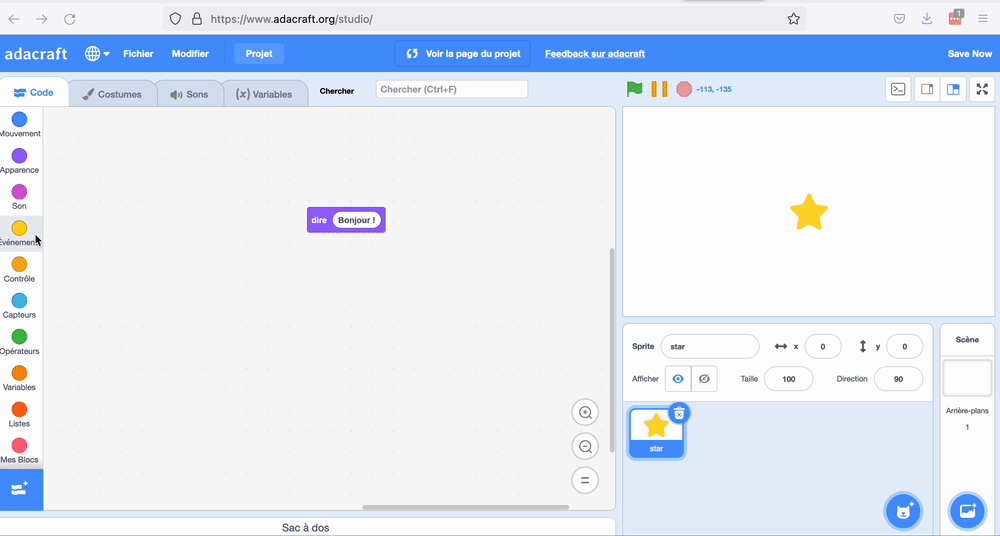 https://www.adacraft.org/studio/
1
adacraft
Fichier
Modifier
Projet
Voir la page du projet
Feedback sur adacraft
Save Now
Code
Costumes
Sons
(x) Variables
Chercher
Chercher (Ctrl+F)
-113, -135
Mouvement
Apparence
Son
Événemen
Contrôle
Capteurs
Opérateurs
Variables
Listes
Mes Blocs
dire Bonjour !
Sac à dos
Sprite star x 0 y 0
Afficher Taille 100 Direction 90
star
Scène
Arrière-plans
1